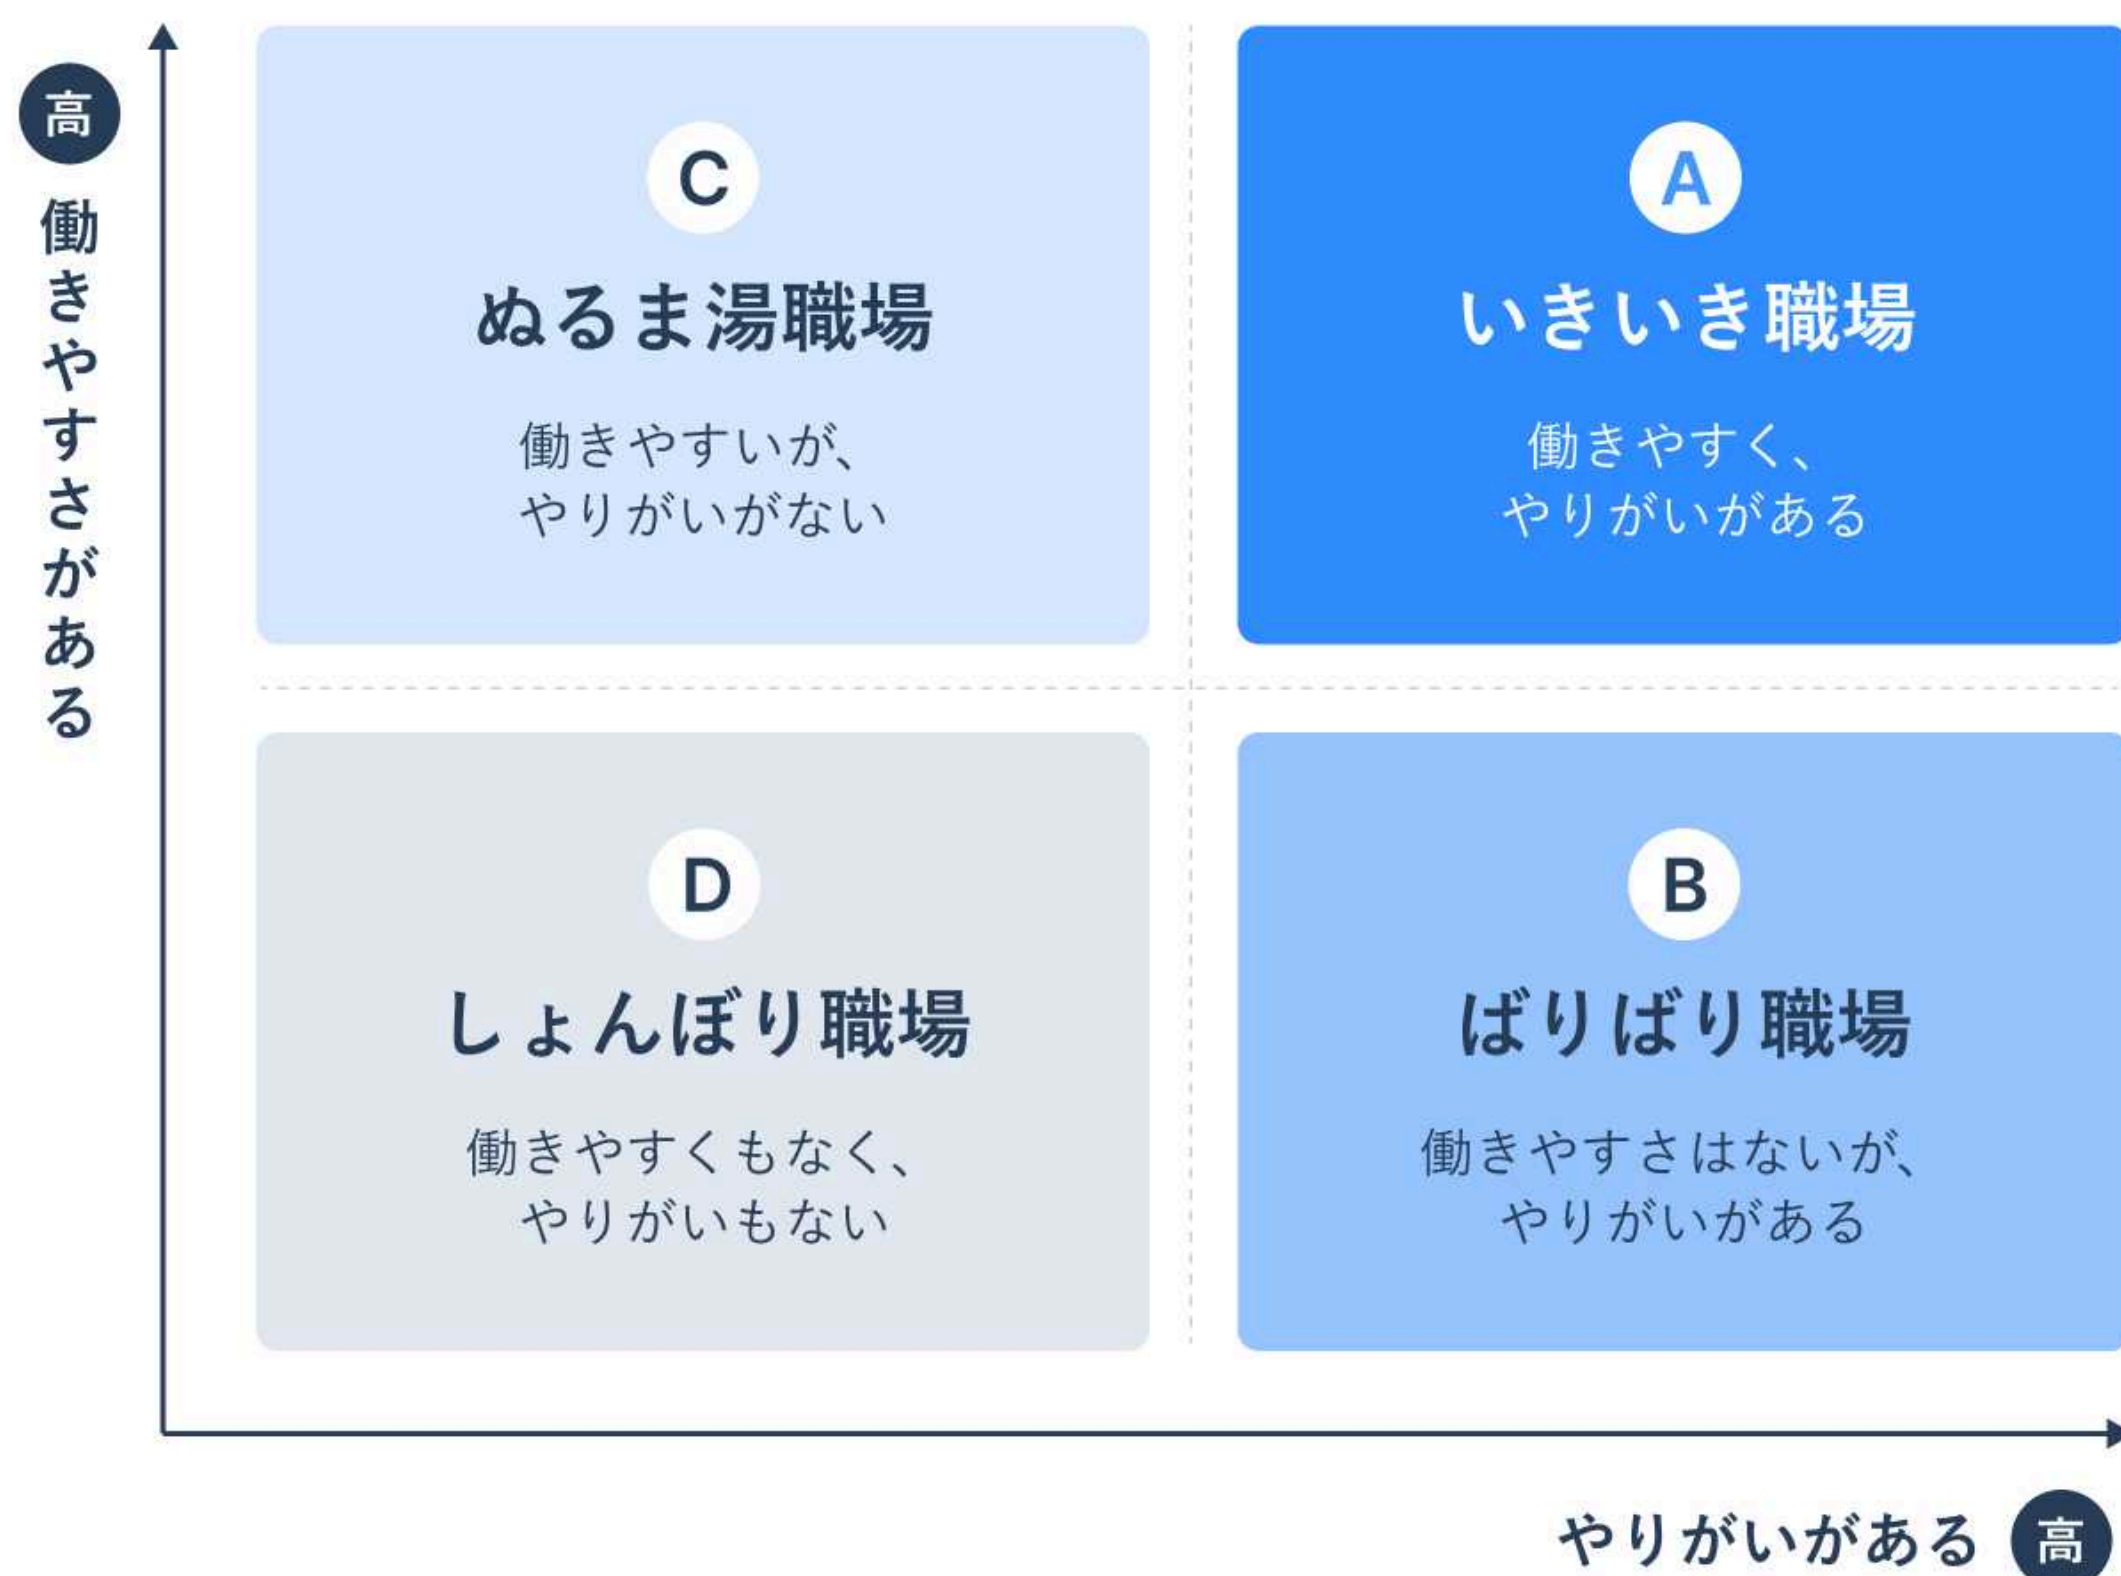 高
働きやすさがある
C
ぬるま湯職場
働きやすいが、
やりがいがない
A
いきいき職場
働きやすく、
やりがいがある
D
しょんぼり職場
働きやすくもなく、
やりがいもない
B
ばりばり職場
働きやすさはないが、
やりがいがある
やりがいがある 高